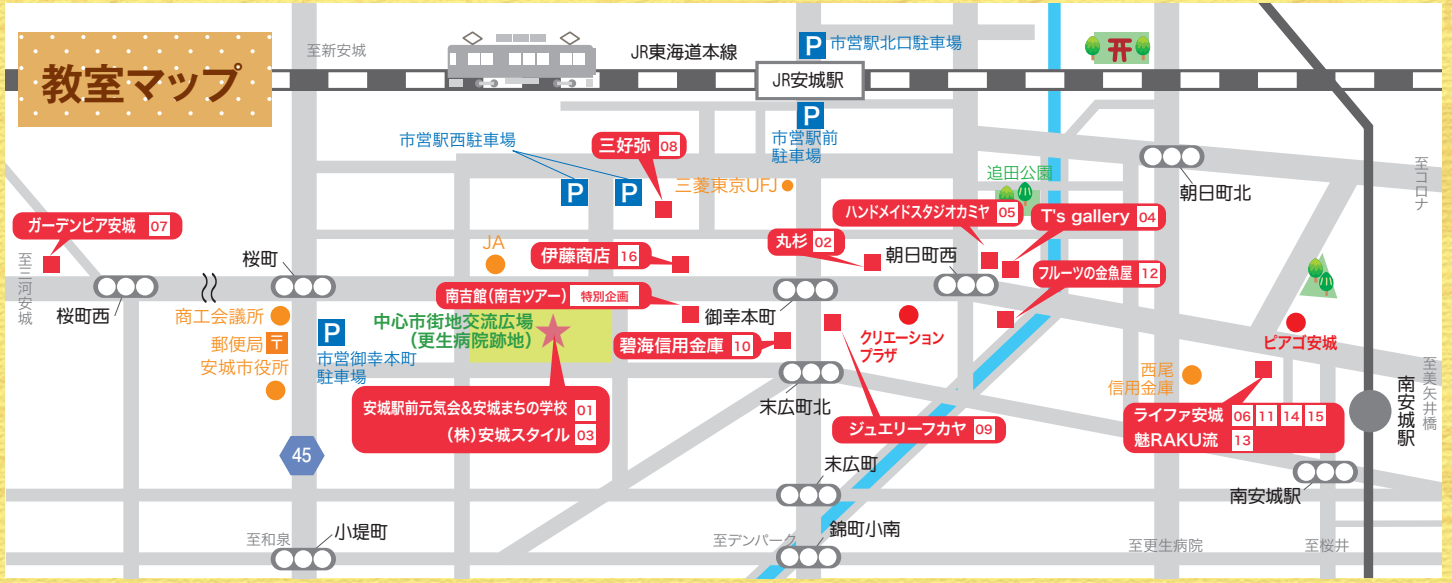 教室マップ
至新安城
JR東海道本線
P 市営駅北口駐車場
JR安城駅
P
市営駅前
駐車場
市営駅西駐車場
P
P
三好弥 08
三菱東京UFJ
追田公園
朝日町北
至コロナ
ガーデンピア安城 07
至三河安城
桜町西
桜町
JA
伊藤商店 16
丸杉 02
ハンドメイドスタジオカミヤ 05
T's gallery 04
朝日町西
フルーツの金魚屋 12
南吉館(南吉ツアー) 特別企画
御幸本町
商工会議所
郵便局 〒
安城市役所
P
市営御幸本町
駐車場
中心市街地交流広場
(更生病院跡地)
碧海信用金庫 10
クリエーション
プラザ
ピアゴ安城
西尾
信用金庫
至美矢井橋
南安城駅
安城駅前元気会&安城まちの学校 01
(株)安城スタイル 03
末広町北
ジュエリーフカヤ 09
ライファ安城 06 11 14 15
魅RAKU流 13
45
末広町
南安城駅
至和泉
小堤町
至デンパーク
錦町小南
至更生病院
至桜井